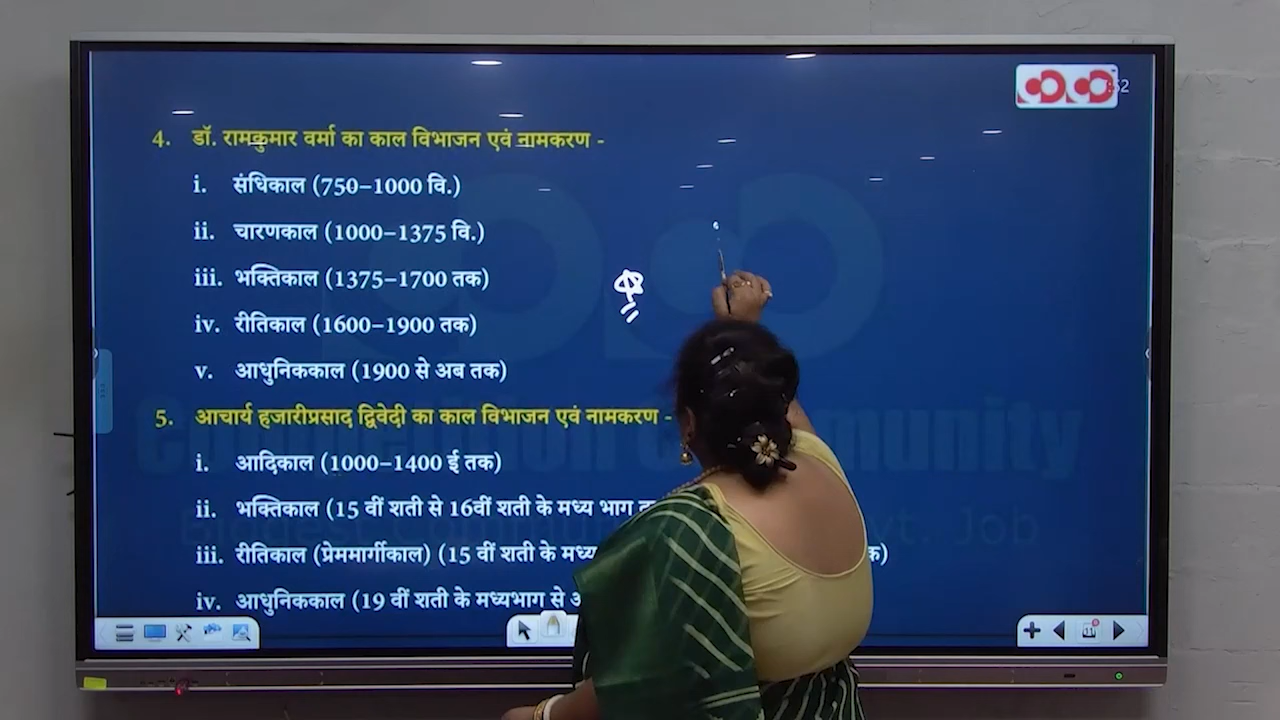 4. डॉ. रामकुमार वर्मा का काल विभाजन एवं नामकरण -
i. संधिकाल (750–1000 वि.)
ii. चारणकाल (1000–1375 वि.)
iii. भक्तिकाल (1375–1700 तक)
iv. रीतिकाल (1600–1900 तक)
v. आधुनिककाल (1900 से अब तक)
5. आचार्य हजारीप्रसाद द्विवेदी का काल विभाजन एवं नामकरण -
i. आदिकाल (1000–1400 ई तक)
ii. भक्तिकाल (15 वीं शती से 16वीं शती के मध्य भाग
iii. रीतिकाल (प्रेममार्गीकाल) (15 वीं शती के मध्य क)
iv. आधुनिककाल (19 वीं शती के मध्यभाग से